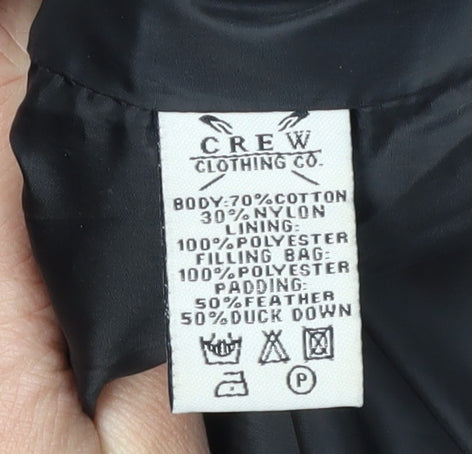 CREW
CLOTHING CO.
BODY:70%COTTON
30%NYLON
LINING:
100%POLYESTER
FILLING BAG:
100%POLYESTER
PADDING:
50%FEATHER
50%DUCK DOWN
P